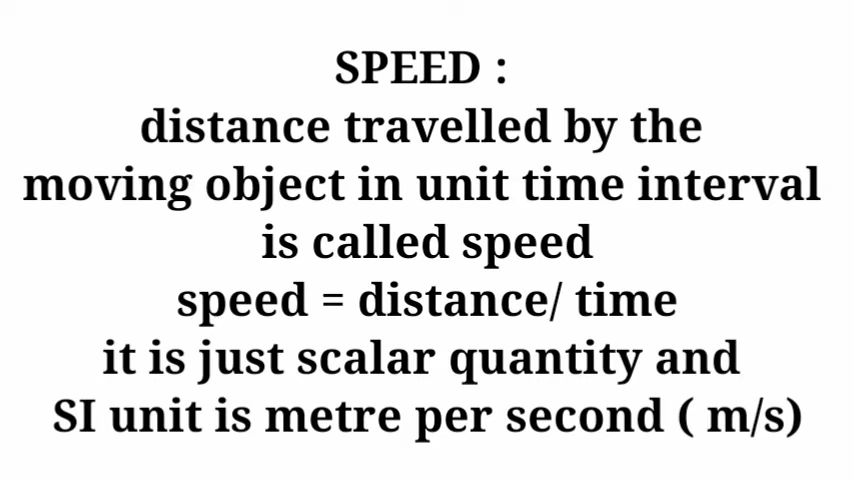 SPEED :
distance travelled by the
moving object in unit time interval
is called speed
speed = distance/ time
it is just scalar quantity and
SI unit is metre per second ( m/s)